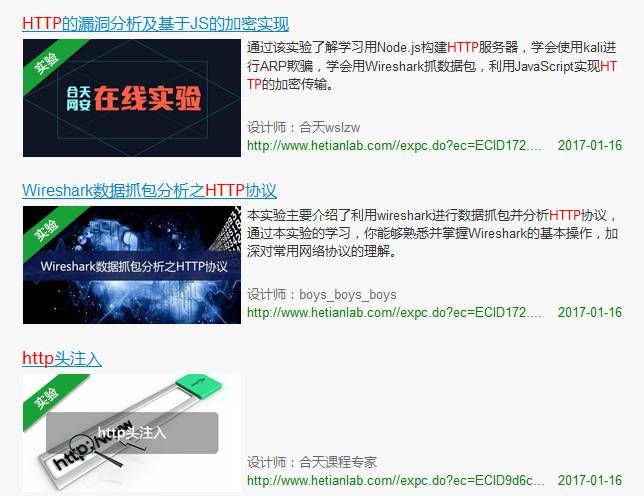 HTTP的漏洞分析及基于JS的加密实现
实验
合天网安 在线实验
通过该实验了解学习用Node.js构建HTTP服务器，学会使用kali进
行ARP欺骗，学会用Wireshark抓数据包，利用JavaScript实现HT
TP的加密传输。
设计师：合天wslzw
http://www.hetianlab.com//expc.do?ec=ECID172.... 2017-01-16
Wireshark数据抓包分析之HTTP协议
实验
Wireshark数据抓包分析之HTTP协议
本实验主要介绍了利用wireshark进行数据抓包并分析HTTP协议，
通过本实验的学习，你能够熟悉并掌握Wireshark的基本操作，加
深对常用网络协议的理解。
设计师：boys_boys_boys
http://www.hetianlab.com//expc.do?ec=ECID172.... 2017-01-16
http头注入
实验
http头注入
设计师：合天课程专家
http://www.hetianlab.com//expc.do?ec=ECID9d6c... 2017-01-16